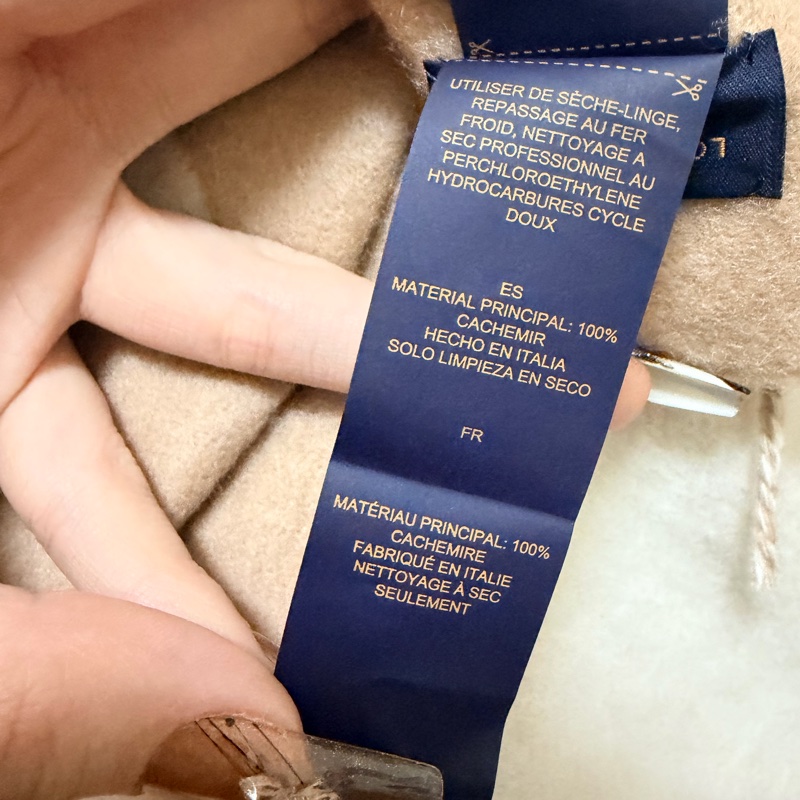 UTILISER DE SÈCHE-LINGE,
REPASSAGE AU FER
FROID, NETTOYAGE A
SEC PROFESSIONNEL AU
PERCHLOROETHYLENE
HYDROCARBURES CYCLE
DOUX
ES
MATERIAL PRINCIPAL: 100%
CACHEMIR
HECHO EN ITALIA
SOLO LIMPIEZA EN SECO
FR
MATÉRIAU PRINCIPAL: 100%
CACHEMIRE
FABRIQUÉ EN ITALIE
NETTOYAGE À SEC
SEULEMENT